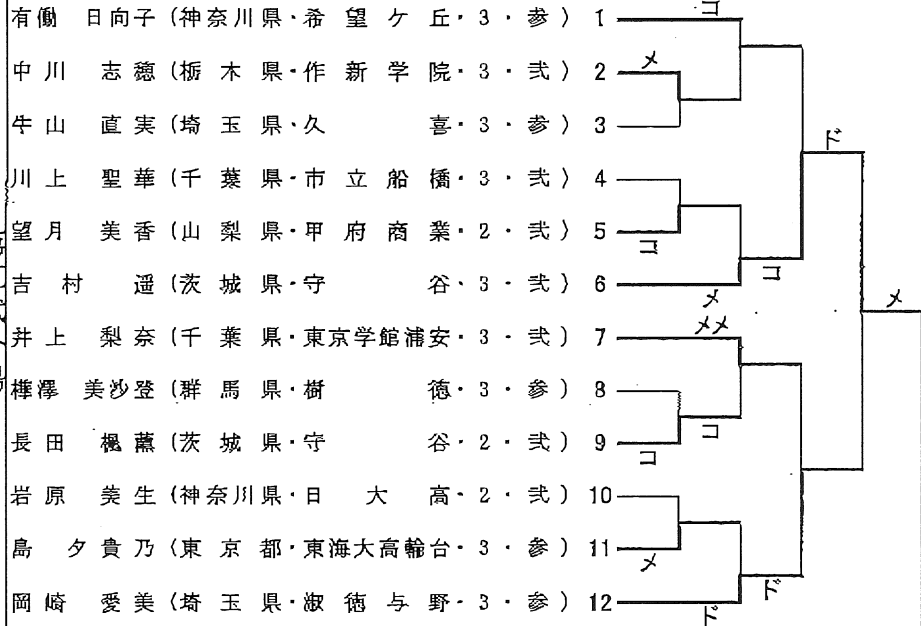 有働 日向子 (神奈川県・希望ケ丘・3・参) 1 コ
中川 志穂 (栃木県・作新学院・3・弐) 2 メ
牛山 直実 (埼玉県・久喜・3・参) 3
川上 聖華 (千葉県・市立船橋・3・弐) 4
望月 美香 (山梨県・甲府商業・2・弐) 5 コ
吉村 遥 (茨城県・守谷・3・弐) 6 メ コ ド
井上 梨奈 (千葉県・東京学館浦安・3・弐) 7 メメ メ
樺澤 美沙登 (群馬県・樹徳・3・参) 8
長田 楓薫 (茨城県・守谷・2・弐) 9 コ コ
岩原 美生 (神奈川県・日大高・2・弐) 10
島 夕貴乃 (東京都・東海大高輪台・3・参) 11 メ
岡崎 愛美 (埼玉県・淑徳与野・3・参) 12 ド ド